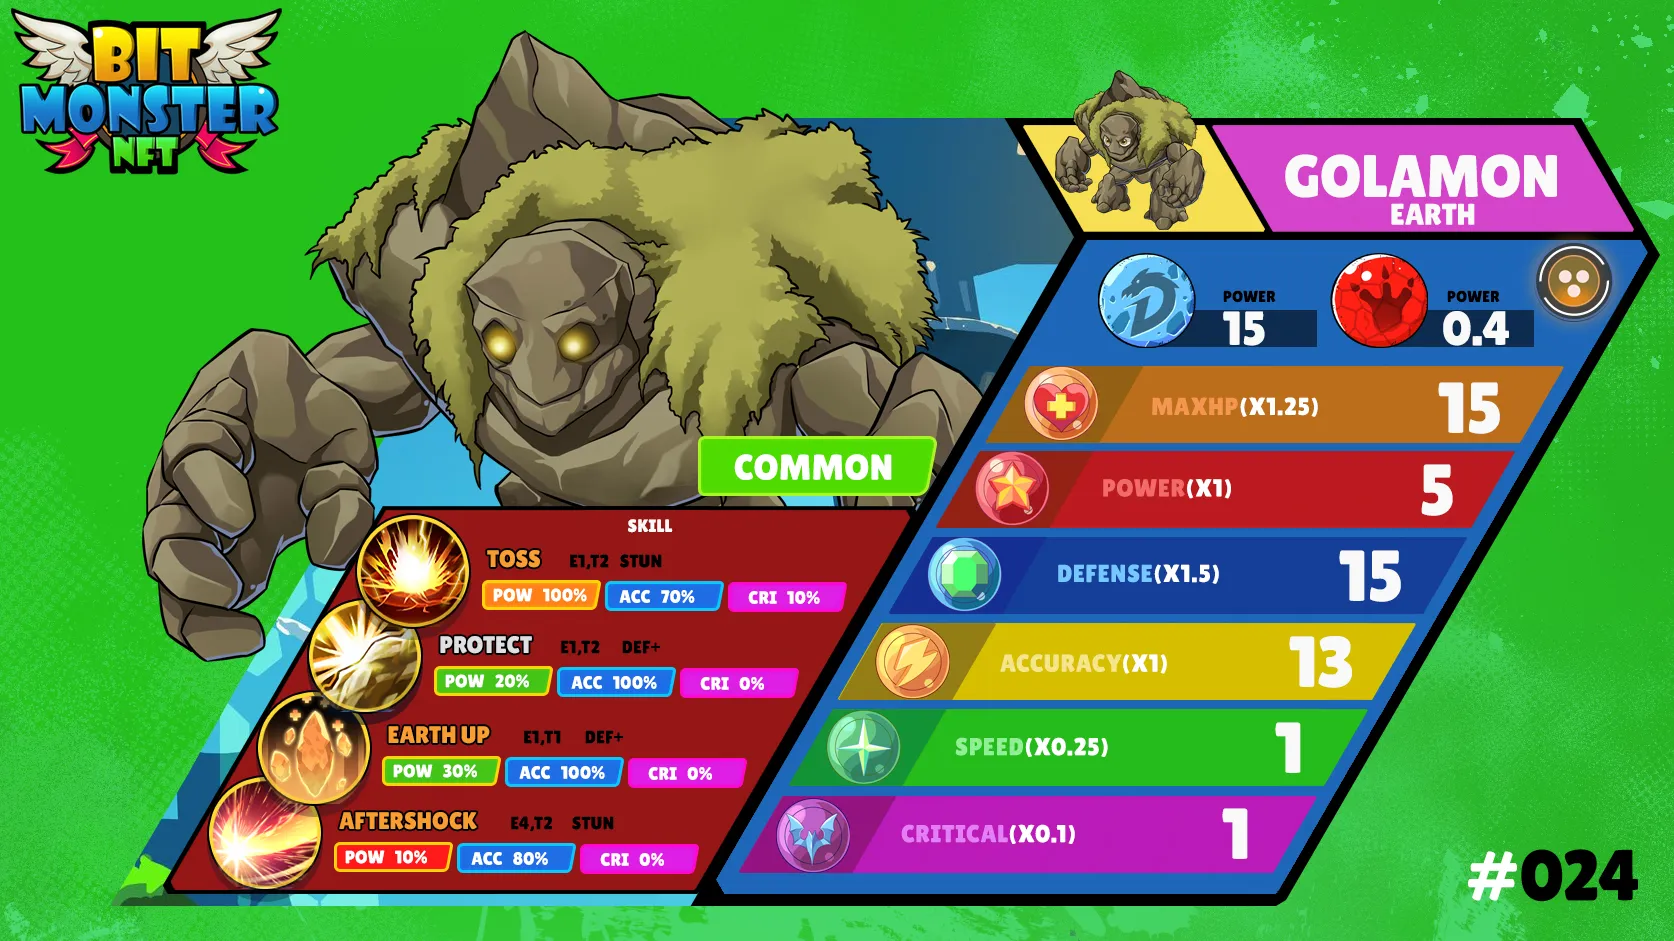 BIT
MONSTER
NFT
GOLAMON
EARTH
POWER
15
POWER
0.4
MAXHP(X1.25) 15
POWER(X1) 5
DEFENSE(X1.5) 15
ACCURACY(X1) 13
SPEED(X0.25) 1
CRITICAL(X0.1) 1
COMMON
SKILL
TOSS E1,T2 STUN
POW 100% ACC 70% CRI 10%
PROTECT E1,T2 DEF+
POW 20% ACC 100% CRI 0%
EARTH UP E1,T1 DEF+
POW 30% ACC 100% CRI 0%
AFTERSHOCK E4,T2 STUN
POW 10% ACC 80% CRI 0%
#024